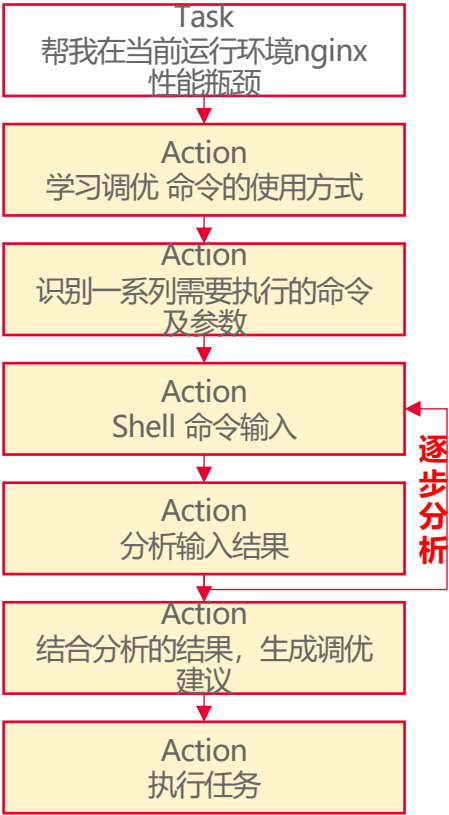 Task
帮我在当前运行环境nginx
性能瓶颈
Action
学习调优 命令的使用方式
Action
识别一系列需要执行的命令
及参数
Action
Shell 命令输入
Action
分析输入结果
逐步分析
Action
结合分析的结果，生成调优
建议
Action
执行任务